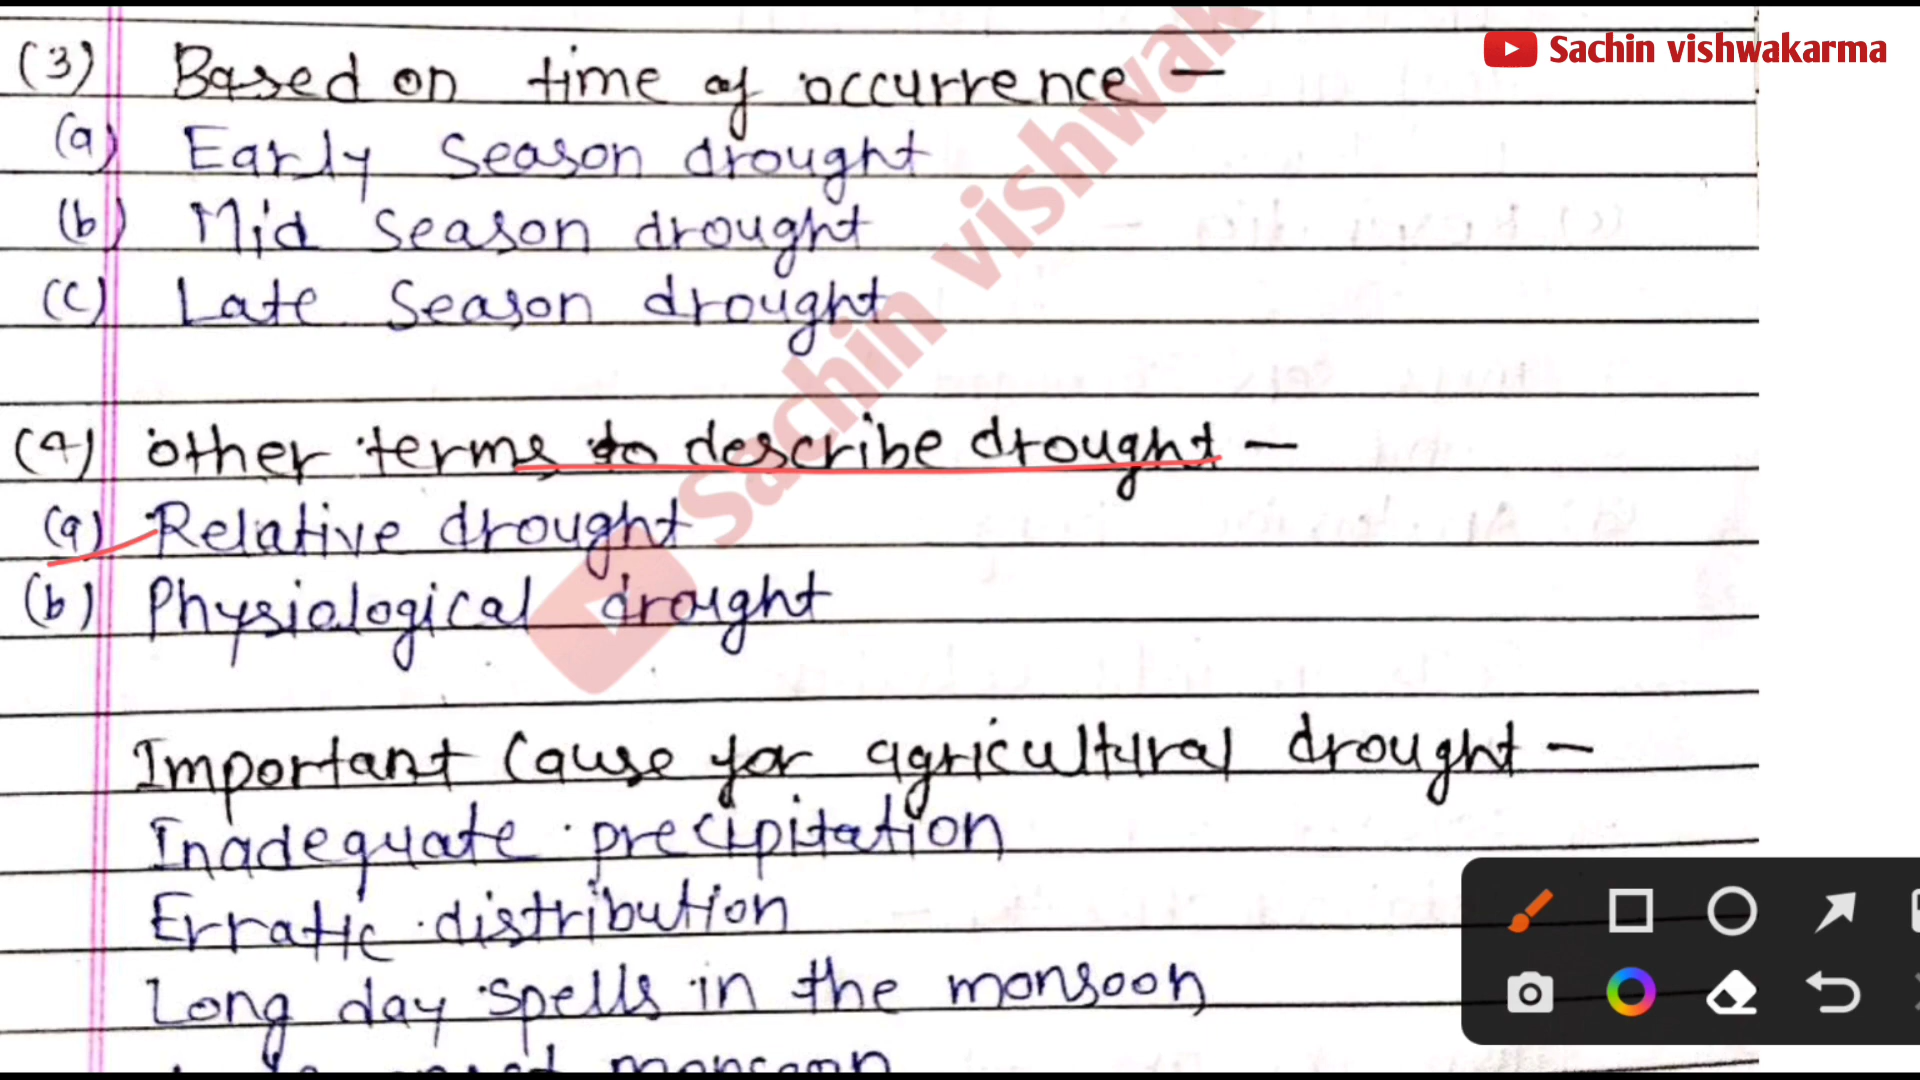 Sachin vishwakarma
(3) Based on time of occurrence -
(a) Early season drought
(b) Mid season drought
(c) Late season drought
(4) other terms to describe drought -
(a) Relative drought
(b) Physiological drought
Important cause for agricultural drought -
Inadequate precipitation
Erratic distribution
Long day spells in the monsoon
monsoon
Sachin vishwak